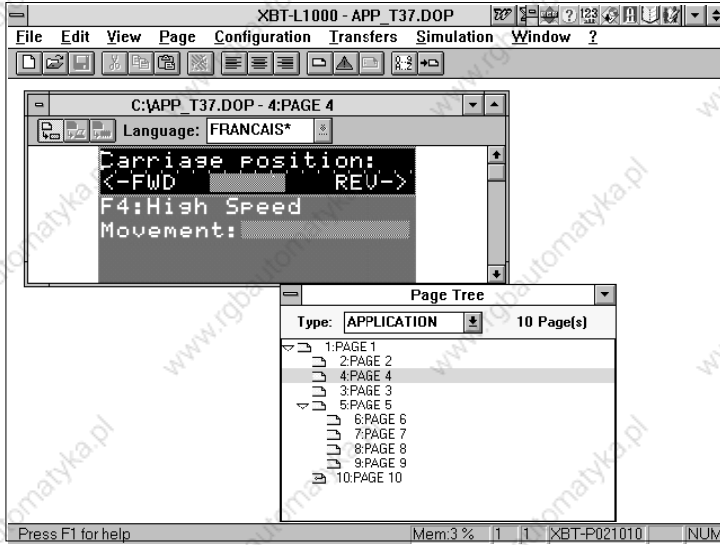 XBT-L1000 - APP_T37.DOP
File Edit View Page Configuration Transfers Simulation Window ?
C:\APP_T37.DOP - 4:PAGE 4
Language: FRANCAIS*
Carriage position:
<-FWD REV->
F4:High Speed
Movement:
Page Tree
Type: APPLICATION 10 Page(s)
1:PAGE 1
2:PAGE 2
4:PAGE 4
3:PAGE 3
5:PAGE 5
6:PAGE 6
7:PAGE 7
8:PAGE 8
9:PAGE 9
10:PAGE 10
Press F1 for help Mem:3 % 1 1 XBT-P021010 NUM
www.rgbautomatyka.pl